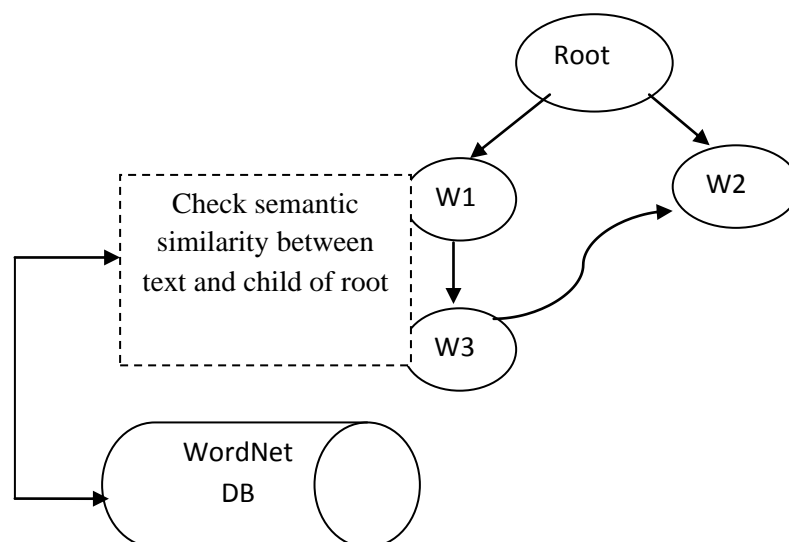 Root
W1
W2
Check semantic
similarity between
text and child of root
W3
WordNet
DB